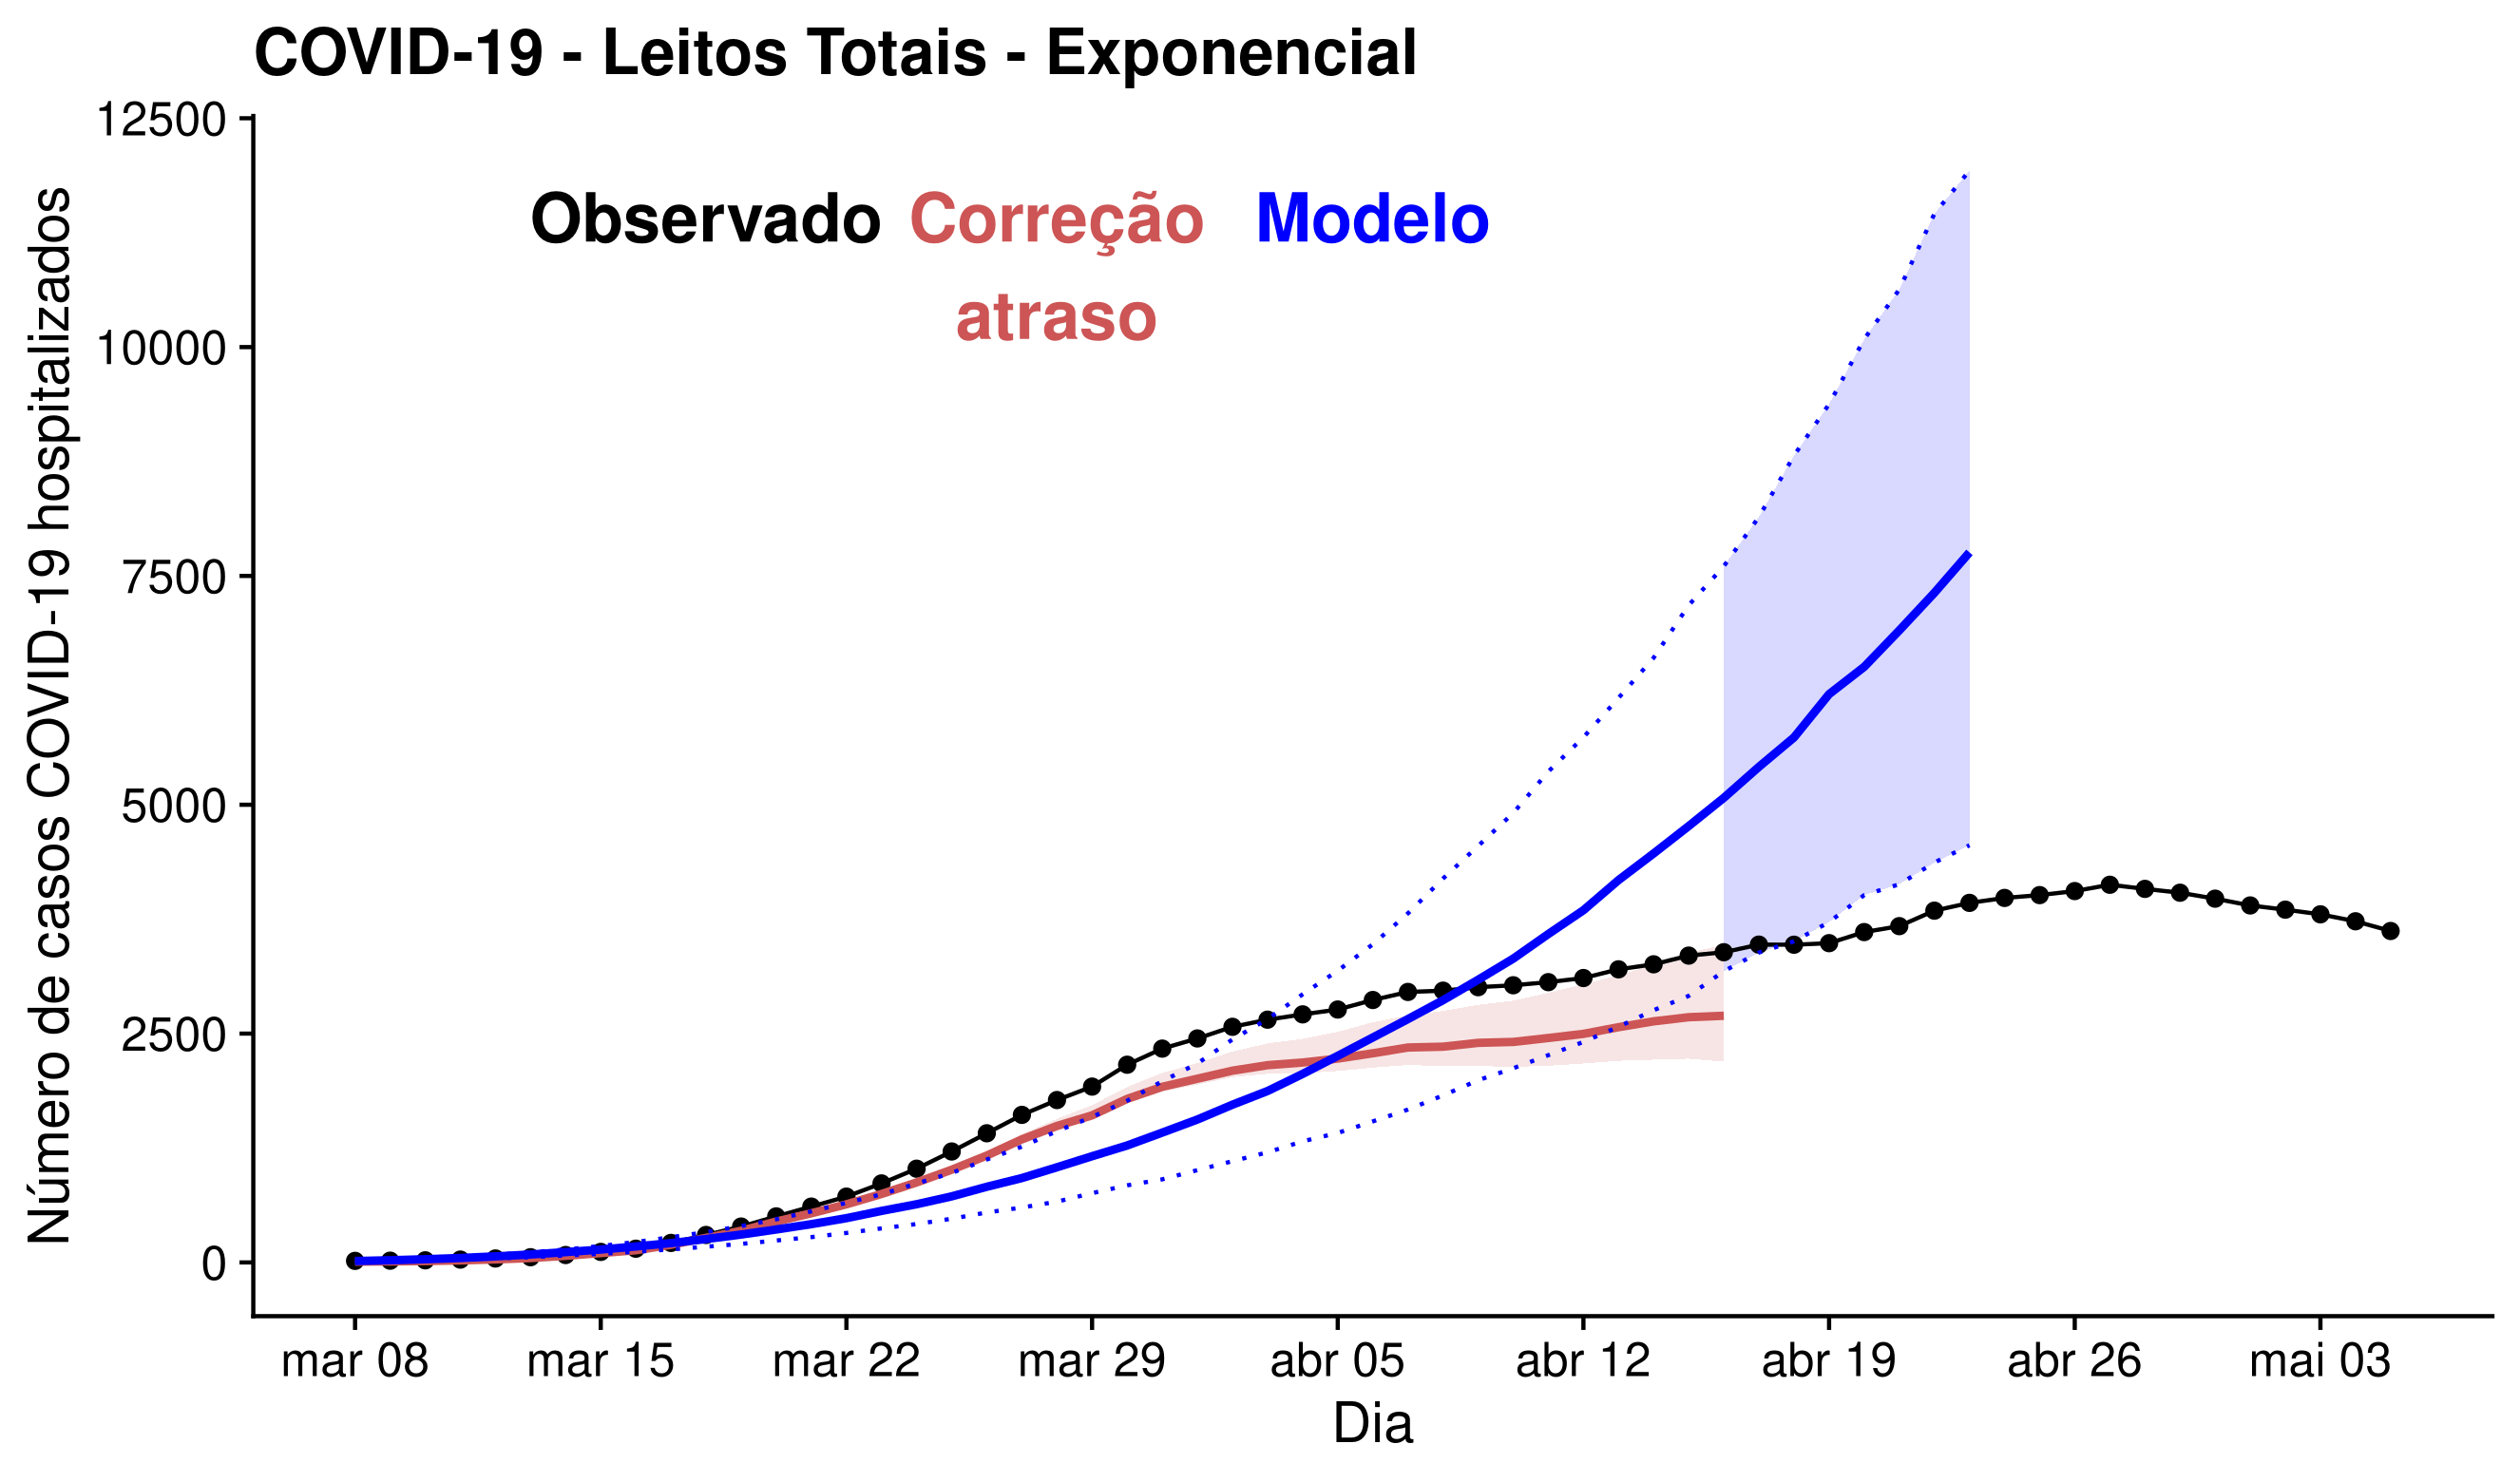 COVID-19 - Leitos Totais - Exponencial
12500
10000
7500
5000
2500
0
Número de casos COVID-19 hospitalizados
Observado Correção Modelo
atraso
mar 08 mar 15 mar 22 mar 29 abr 05 abr 12 abr 19 abr 26 mai 03
Dia